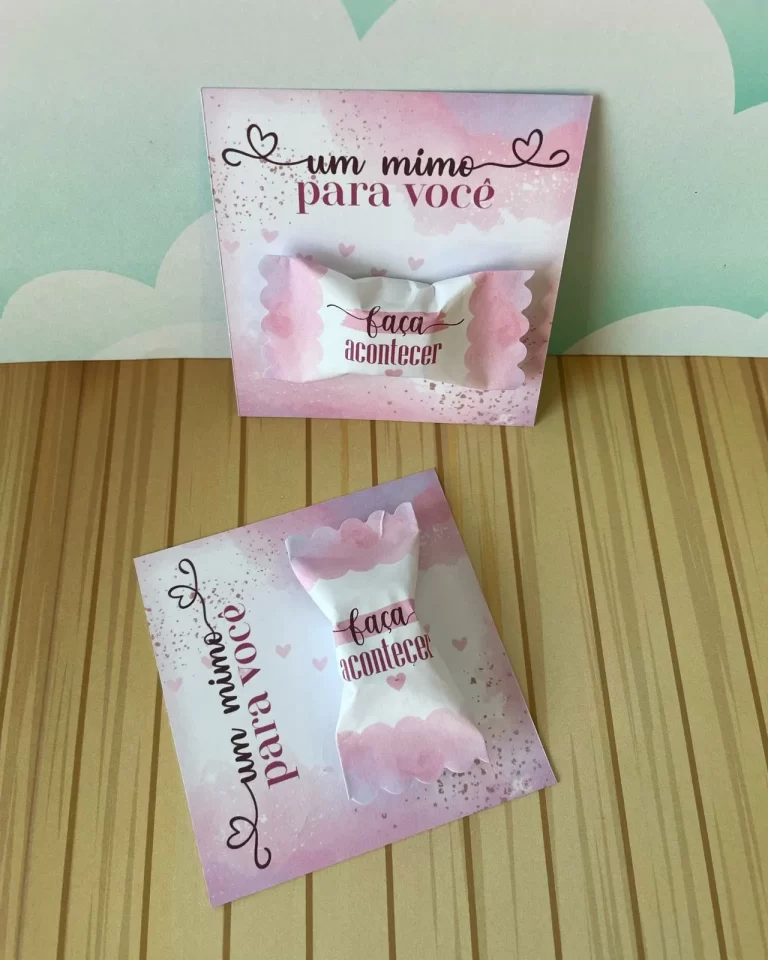 um mimo
para você
faça
acontecer
um mimo
para você
faça
acontecer